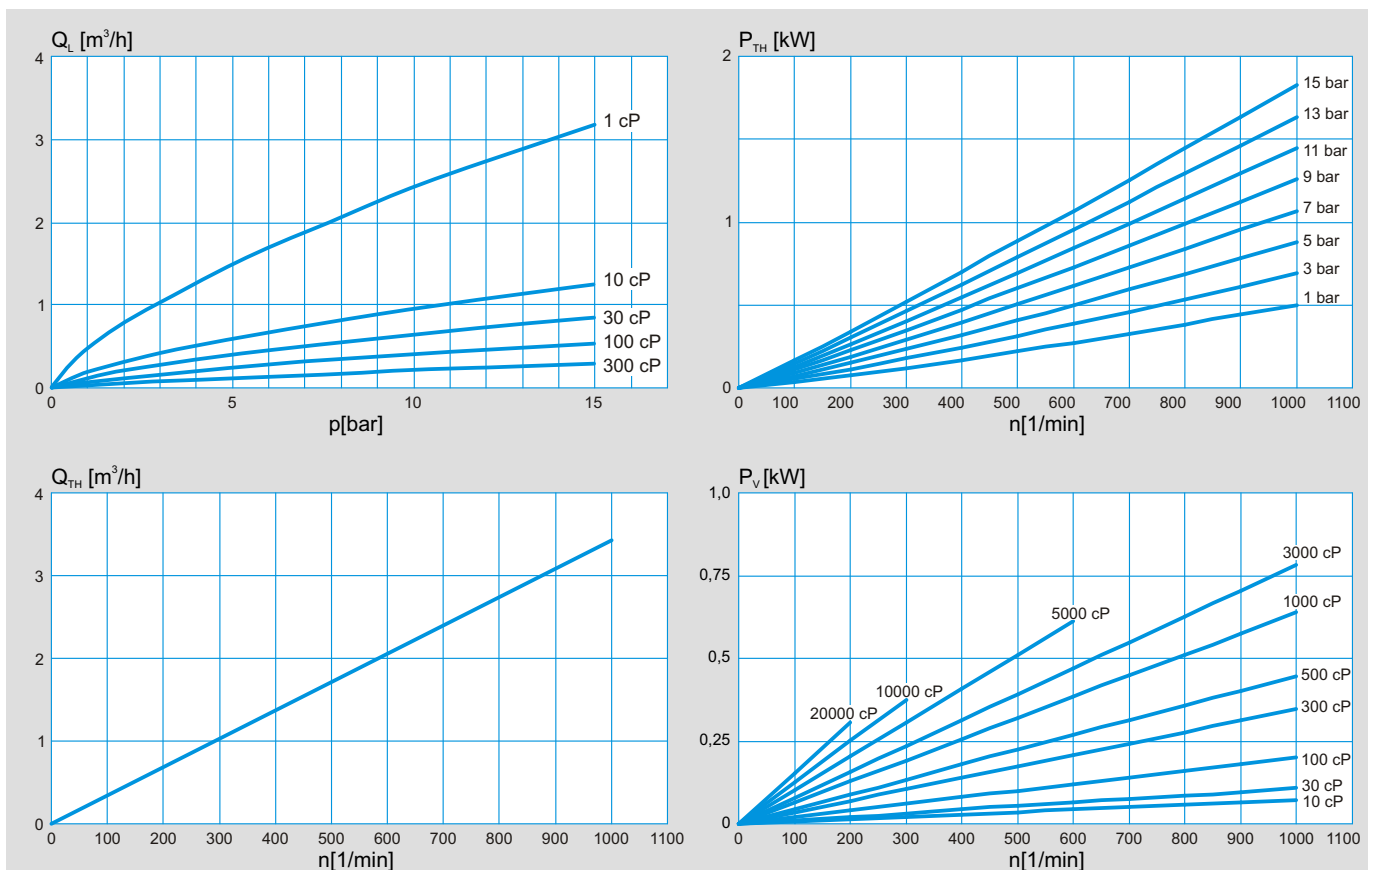 Q_L [m³/h]
4
3
2
1
0
1 cP
10 cP
30 cP
100 cP
300 cP
0 5 10 15
p[bar]
P_TH [kW]
2
1
0
15 bar
13 bar
11 bar
9 bar
7 bar
5 bar
3 bar
1 bar
0 100 200 300 400 500 600 700 800 900 1000 1100
n[1/min]
Q_TH [m³/h]
4
3
2
1
0
0 100 200 300 400 500 600 700 800 900 1000 1100
n[1/min]
P_V [kW]
1,0
0,75
0,5
0,25
0
3000 cP
1000 cP
5000 cP
500 cP
10000 cP
300 cP
20000 cP
100 cP
30 cP
10 cP
0 100 200 300 400 500 600 700 800 900 1000 1100
n[1/min]